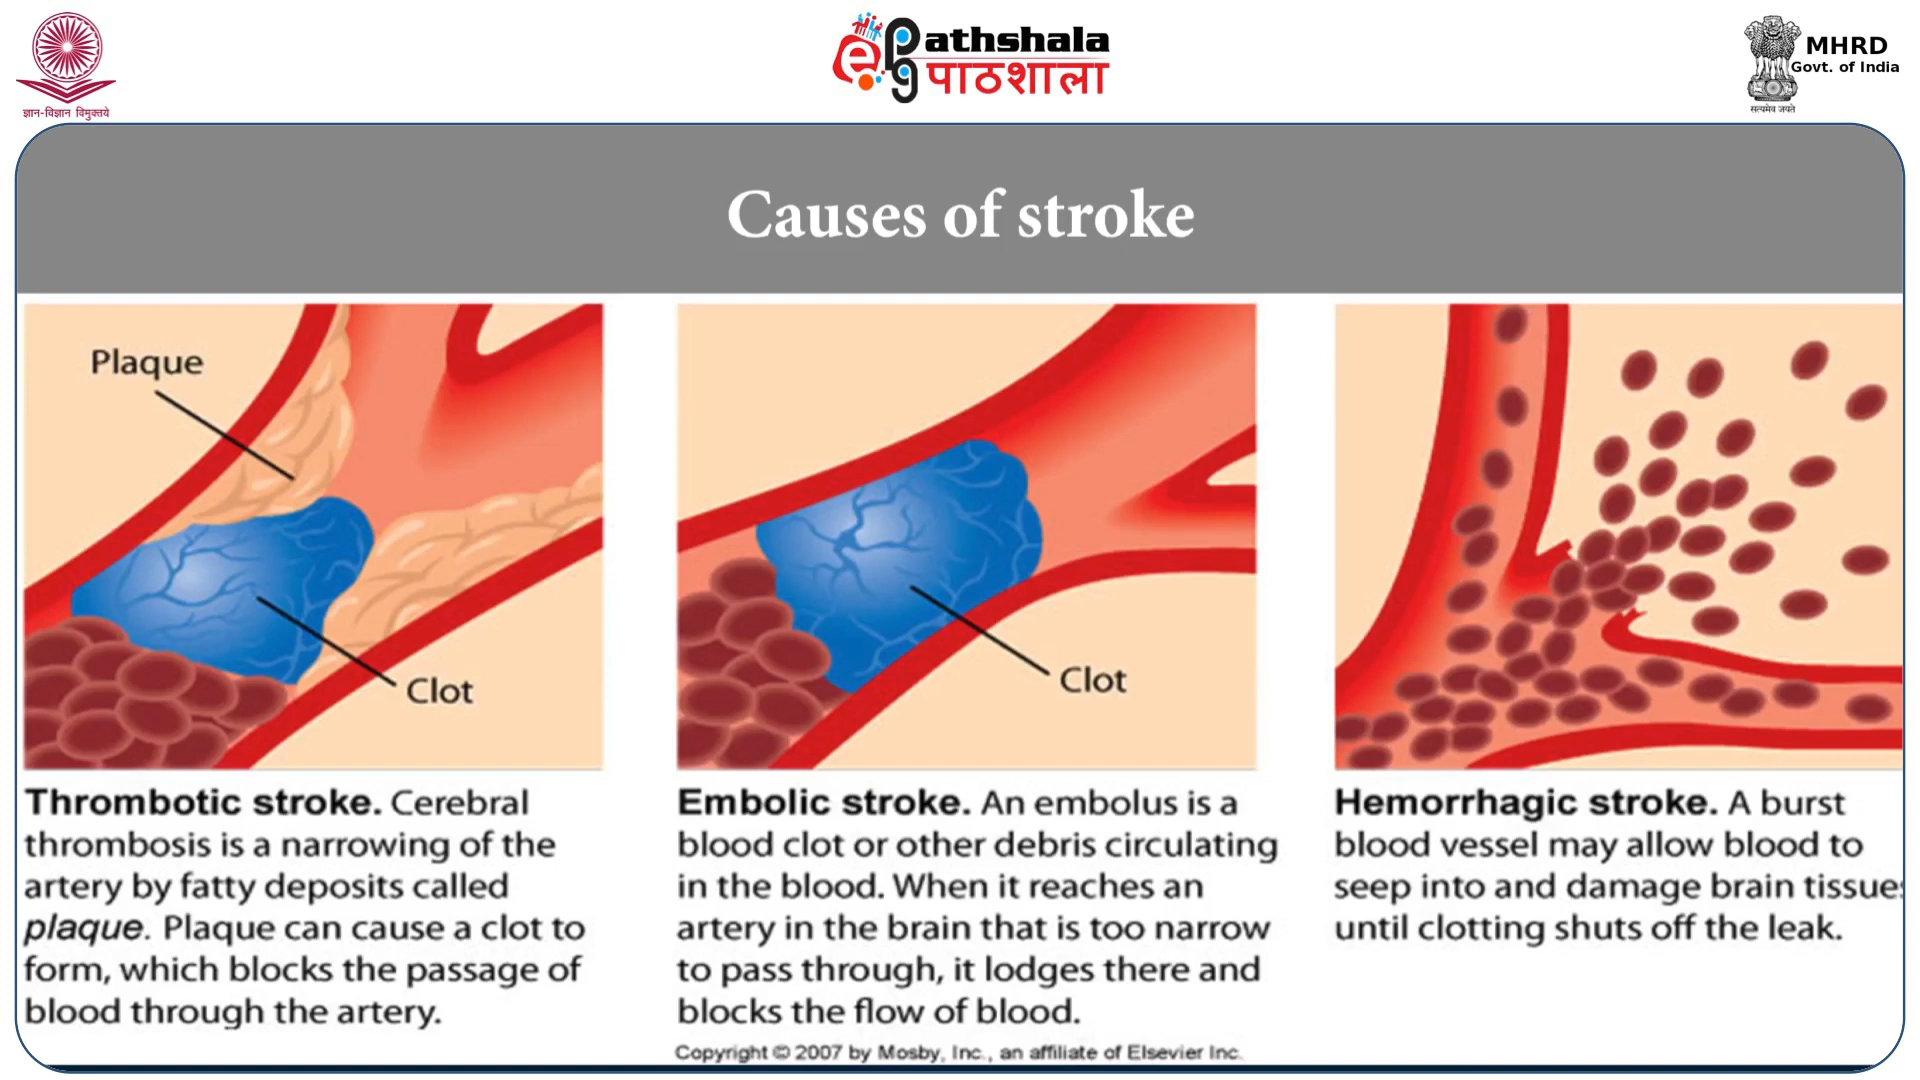 ज्ञान-विज्ञान विमुक्तये
ePg Pathshala
पाठशाला
MHRD
Govt. of India
सत्यमेव जयते
Causes of stroke
Plaque
Clot
Clot
Thrombotic stroke. Cerebral
thrombosis is a narrowing of the
artery by fatty deposits called
plaque. Plaque can cause a clot to
form, which blocks the passage of
blood through the artery.
Embolic stroke. An embolus is a
blood clot or other debris circulating
in the blood. When it reaches an
artery in the brain that is too narrow
to pass through, it lodges there and
blocks the flow of blood.
Hemorrhagic stroke. A burst
blood vessel may allow blood to
seep into and damage brain tissues
until clotting shuts off the leak.
Copyright © 2007 by Mosby, Inc., an affiliate of Elsevier Inc.